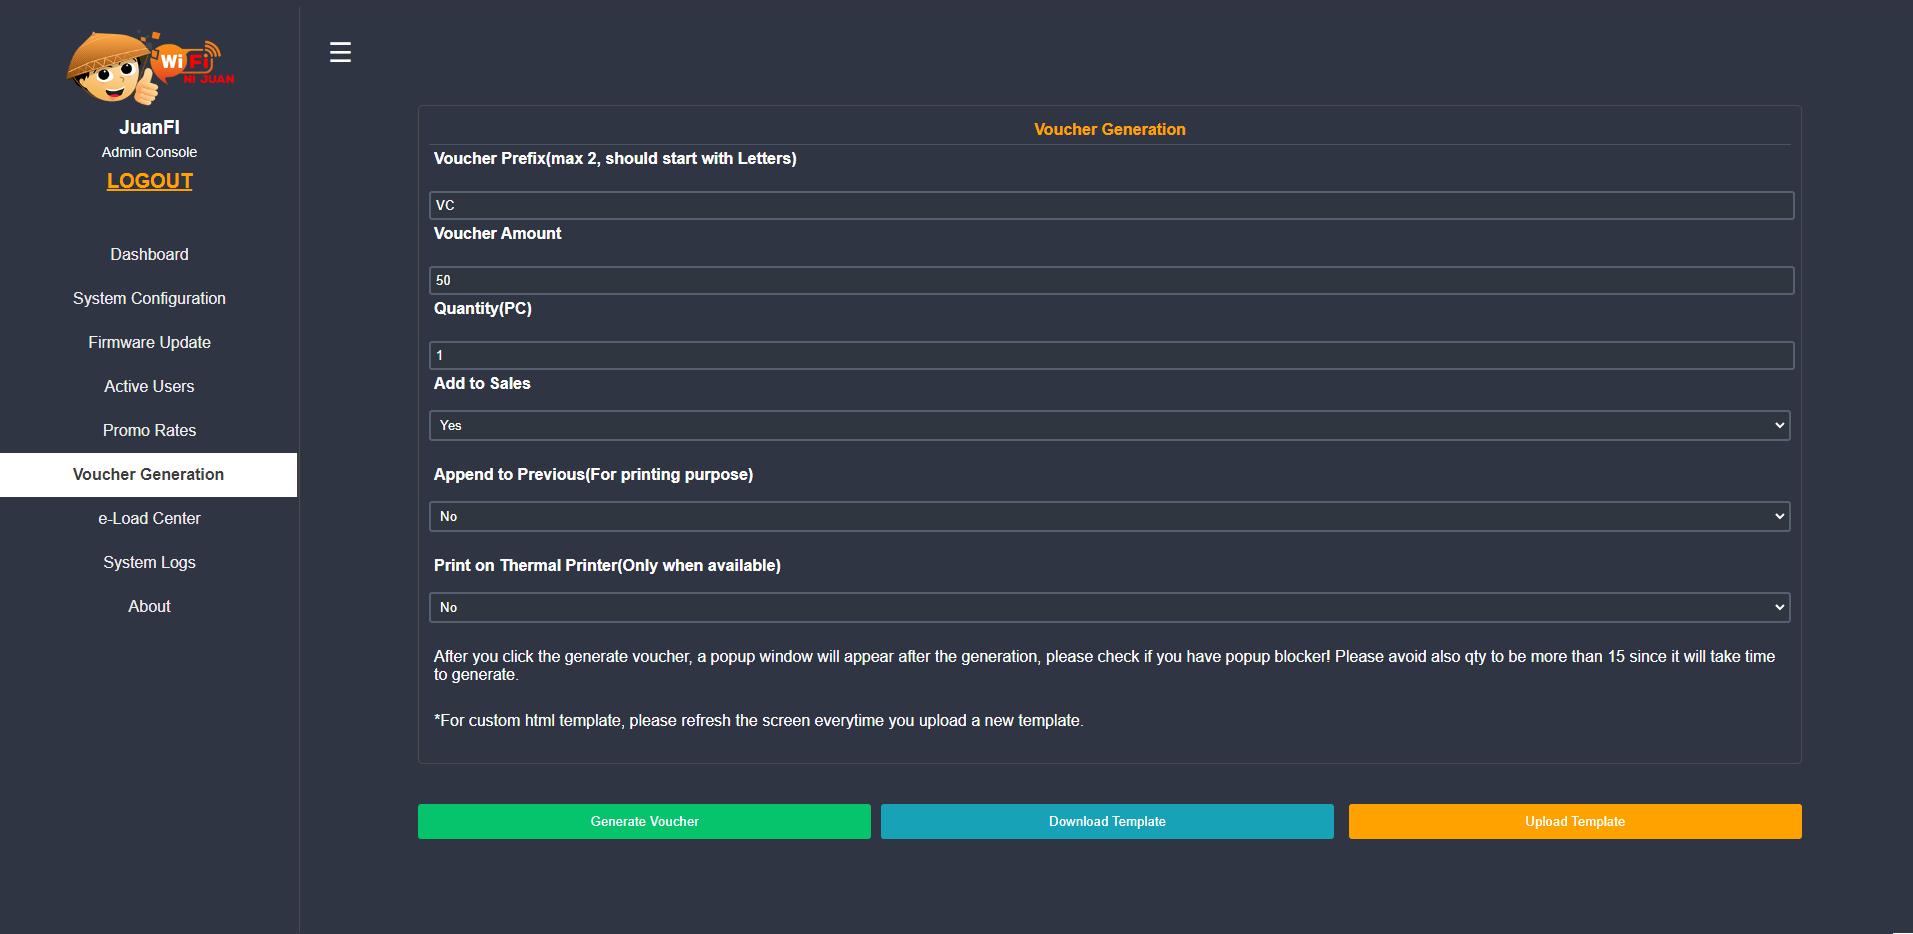 WiFi
NI JUAN
JuanFI
Admin Console
LOGOUT
Dashboard
System Configuration
Firmware Update
Active Users
Promo Rates
Voucher Generation
e-Load Center
System Logs
About
Voucher Generation
Voucher Prefix(max 2, should start with Letters)
VC
Voucher Amount
50
Quantity(PC)
1
Add to Sales
Yes
Append to Previous(For printing purpose)
No
Print on Thermal Printer(Only when available)
No
After you click the generate voucher, a popup window will appear after the generation, please check if you have popup blocker! Please avoid also qty to be more than 15 since it will take time
to generate.
*For custom html template, please refresh the screen everytime you upload a new template.
Generate Voucher
Download Template
Upload Template